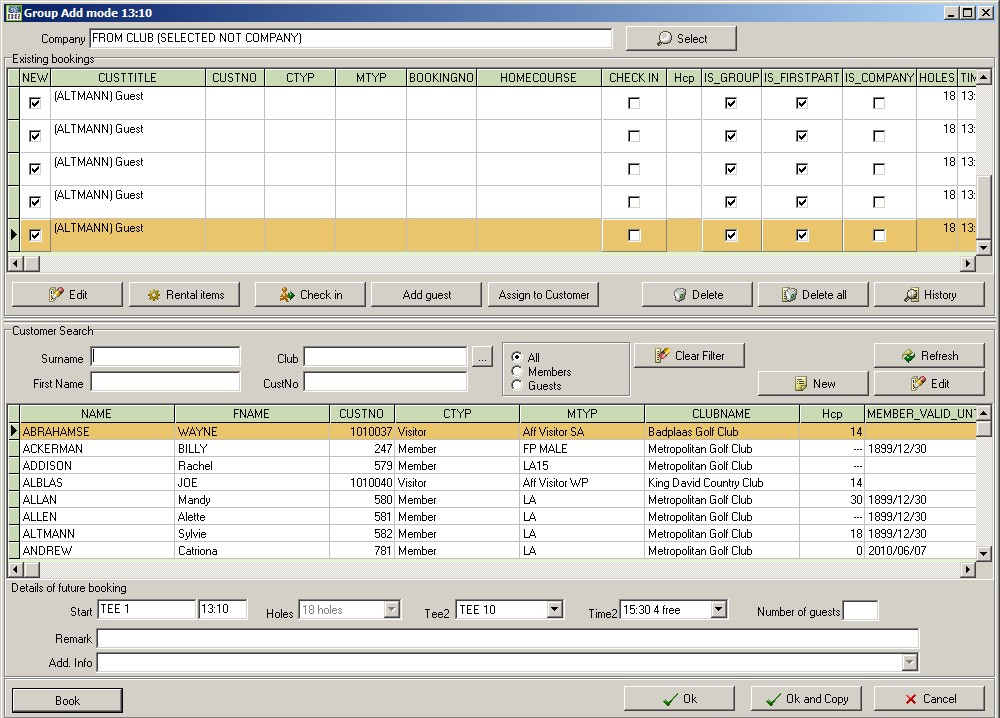 Group Add mode 13:10
Company FROM CLUB (SELECTED NOT COMPANY) Select
Existing bookings
NEW CUSTTITLE CUSTNO CTYP MTYP BOOKINGNO HOMECOURSE CHECK IN Hcp IS_GROUP IS_FIRSTPART IS_COMPANY HOLES TIM
(ALTMANN) Guest 18 13:
(ALTMANN) Guest 18 13:
(ALTMANN) Guest 18 13:
(ALTMANN) Guest 18 13:
(ALTMANN) Guest 18 13:
Edit Rental items Check in Add guest Assign to Customer Delete Delete all History
Customer Search
Surname Club ... All Clear Filter Refresh
Members
First Name CustNo Guests New Edit
NAME FNAME CUSTNO CTYP MTYP CLUBNAME Hcp MEMBER_VALID_UNT
ABRAHAMSE WAYNE 1010037 Visitor Aff Visitor SA Badplaas Golf Club 14
ACKERMAN BILLY 247 Member FP MALE Metropolitan Golf Club --- 1899/12/30
ADDISON Rachel 579 Member LA15 Metropolitan Golf Club ---
ALBLAS JOE 1010040 Visitor Aff Visitor WP King David Country Club 14
ALLAN Mandy 580 Member LA Metropolitan Golf Club 30 1899/12/30
ALLEN Alette 581 Member LA Metropolitan Golf Club --- 1899/12/30
ALTMANN Sylvie 582 Member LA Metropolitan Golf Club 18 1899/12/30
ANDREW Catriona 781 Member LA Metropolitan Golf Club 0 2010/06/07
Details of future booking
Start TEE 1 13:10 Holes 18 holes Tee2 TEE 10 Time2 15:30 4 free Number of guests
Remark
Add. Info
Book Ok Ok and Copy Cancel